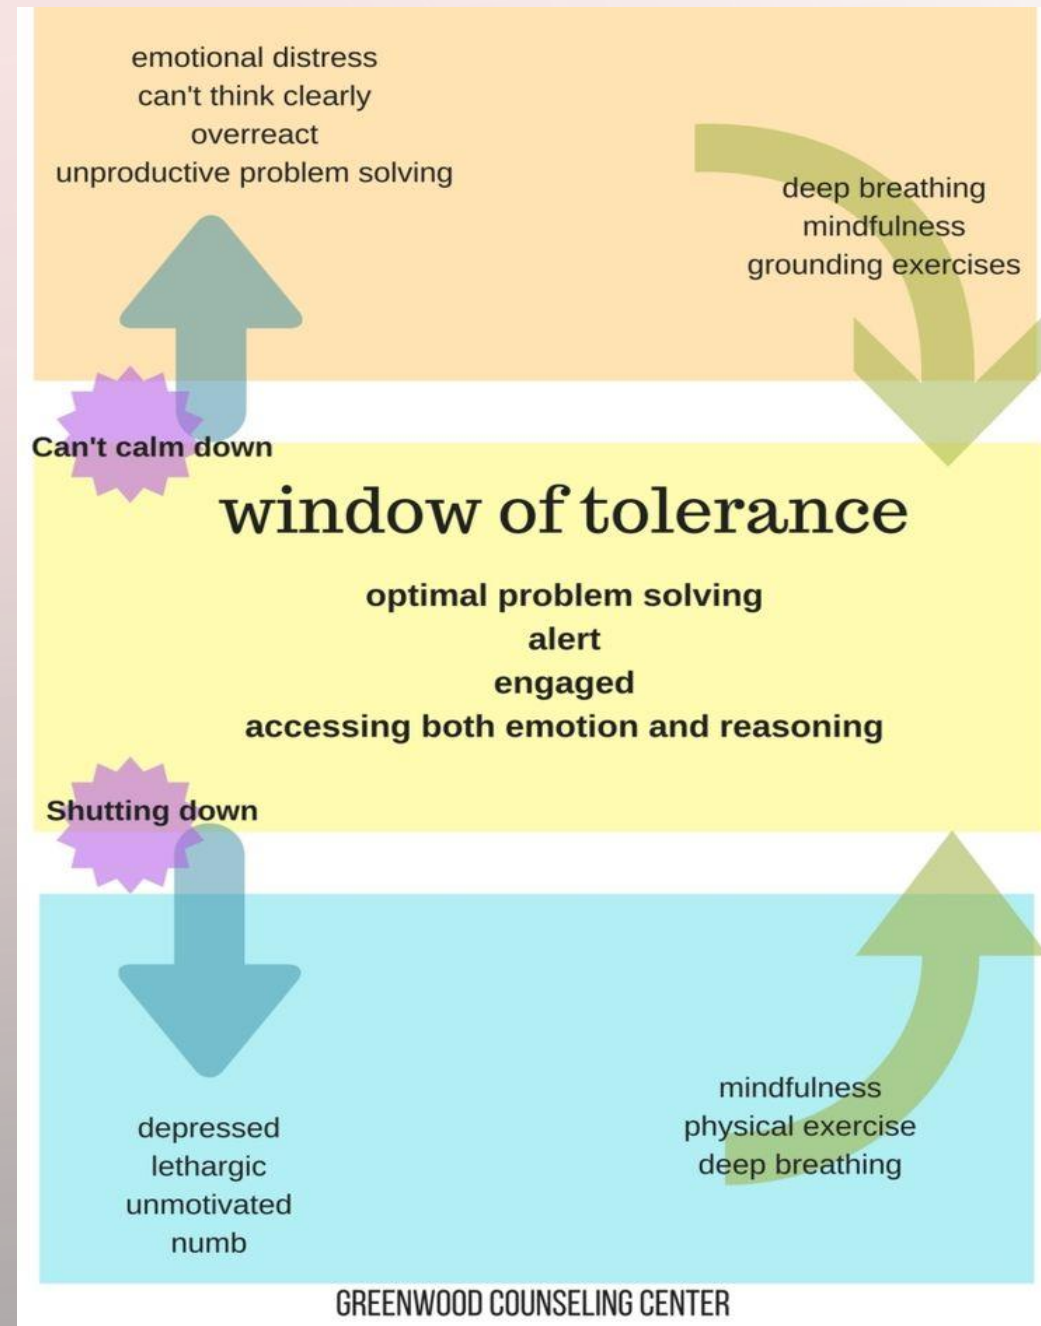 emotional distress
can't think clearly
overreact
unproductive problem solving
deep breathing
mindfulness
grounding exercises
Can't calm down
window of tolerance
optimal problem solving
alert
engaged
accessing both emotion and reasoning
Shutting down
depressed
lethargic
unmotivated
numb
mindfulness
physical exercise
deep breathing
GREENWOOD COUNSELING CENTER